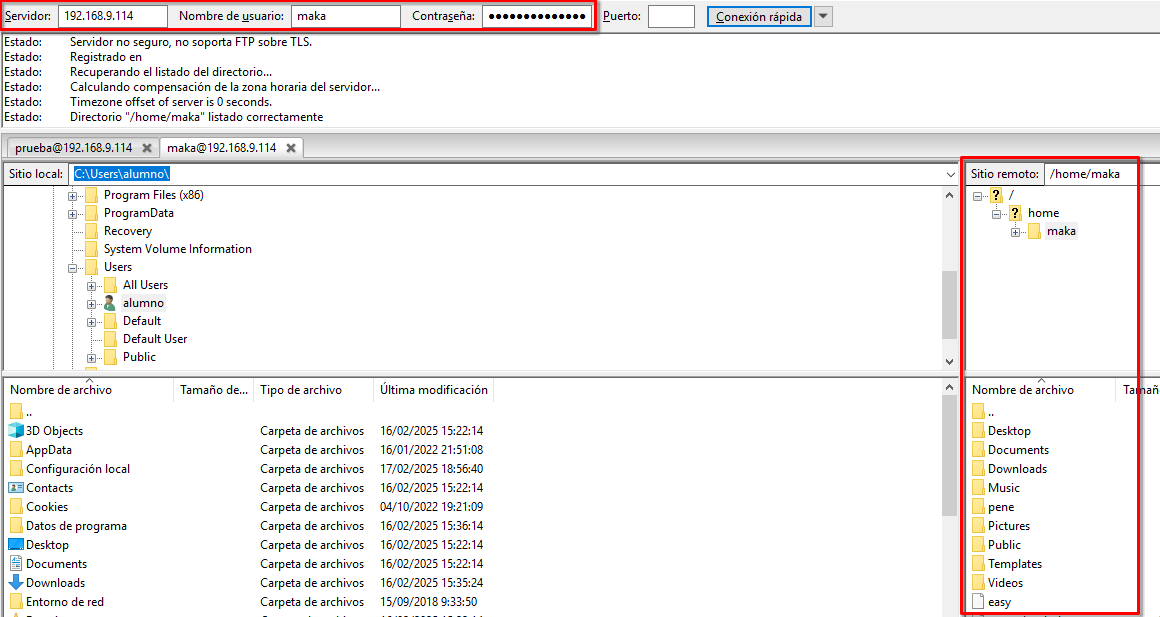 Servidor: 192.168.9.114 Nombre de usuario: maka Contraseña: ●●●●●●●●●●●●●● Puerto: Conexión rápida
Estado: Servidor no seguro, no soporta FTP sobre TLS.
Estado: Registrado en
Estado: Recuperando el listado del directorio...
Estado: Calculando compensación de la zona horaria del servidor...
Estado: Timezone offset of server is 0 seconds.
Estado: Directorio "/home/maka" listado correctamente
prueba@192.168.9.114 maka@192.168.9.114
Sitio local: C:\Users\alumno\
Program Files (x86)
ProgramData
Recovery
System Volume Information
Users
All Users
alumno
Default
Default User
Public
Sitio remoto: /home/maka
/
home
maka
Nombre de archivo Tamaño de... Tipo de archivo Última modificación
..
3D Objects Carpeta de archivos 16/02/2025 15:22:14
AppData Carpeta de archivos 16/01/2022 21:51:08
Configuración local Carpeta de archivos 17/02/2025 18:56:40
Contacts Carpeta de archivos 16/02/2025 15:22:14
Cookies Carpeta de archivos 04/10/2022 19:21:09
Datos de programa Carpeta de archivos 16/02/2025 15:36:14
Desktop Carpeta de archivos 16/02/2025 15:22:14
Documents Carpeta de archivos 16/02/2025 15:22:14
Downloads Carpeta de archivos 16/02/2025 15:35:24
Entorno de red Carpeta de archivos 15/09/2018 9:33:50
Nombre de archivo Tamañ
..
Desktop
Documents
Downloads
Music
pene
Pictures
Public
Templates
Videos
easy